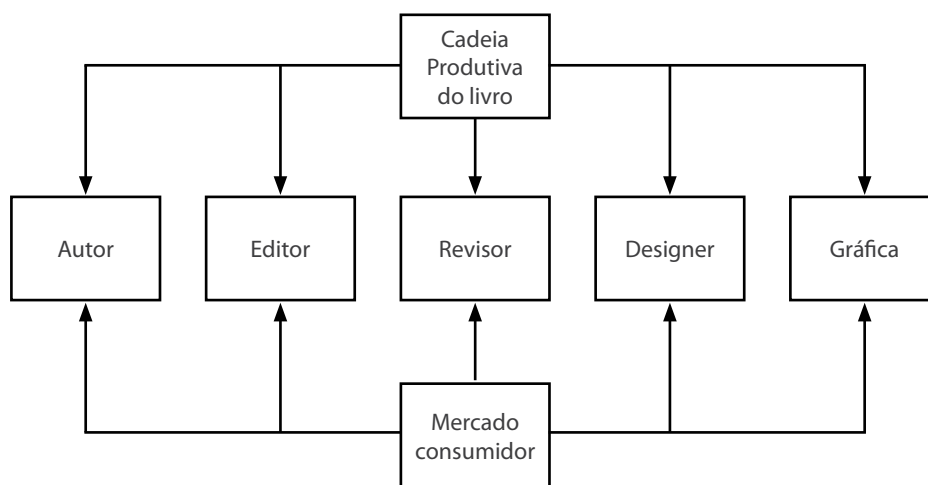 Cadeia
Produtiva
do livro
Autor
Editor
Revisor
Designer
Gráfica
Mercado
consumidor